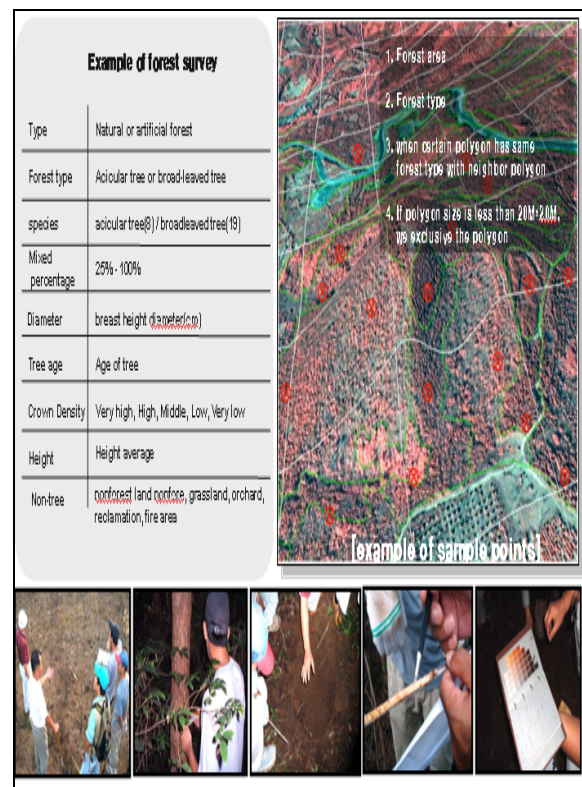 Example of forest survey
Type Natural or artificial forest
Forest type Acicular tree or broad-leaved tree
species acicular tree(8) / broadleaved tree(19)
Mixed percentage 25% - 100%
Diameter breast height diameter(cm)
Tree age Age of tree
Crown Density Very high, High, Middle, Low, Very low
Height Height average
Non-tree nonforest land nonfore, grassland, orchard,
reclamation, fire area
1. Forest area
2. Forest type
3. when certain polygon has same
forest type with neighbor polygon
4. If polygon size is less than 20M*20M,
we exclusive the polygon
[example of sample points]